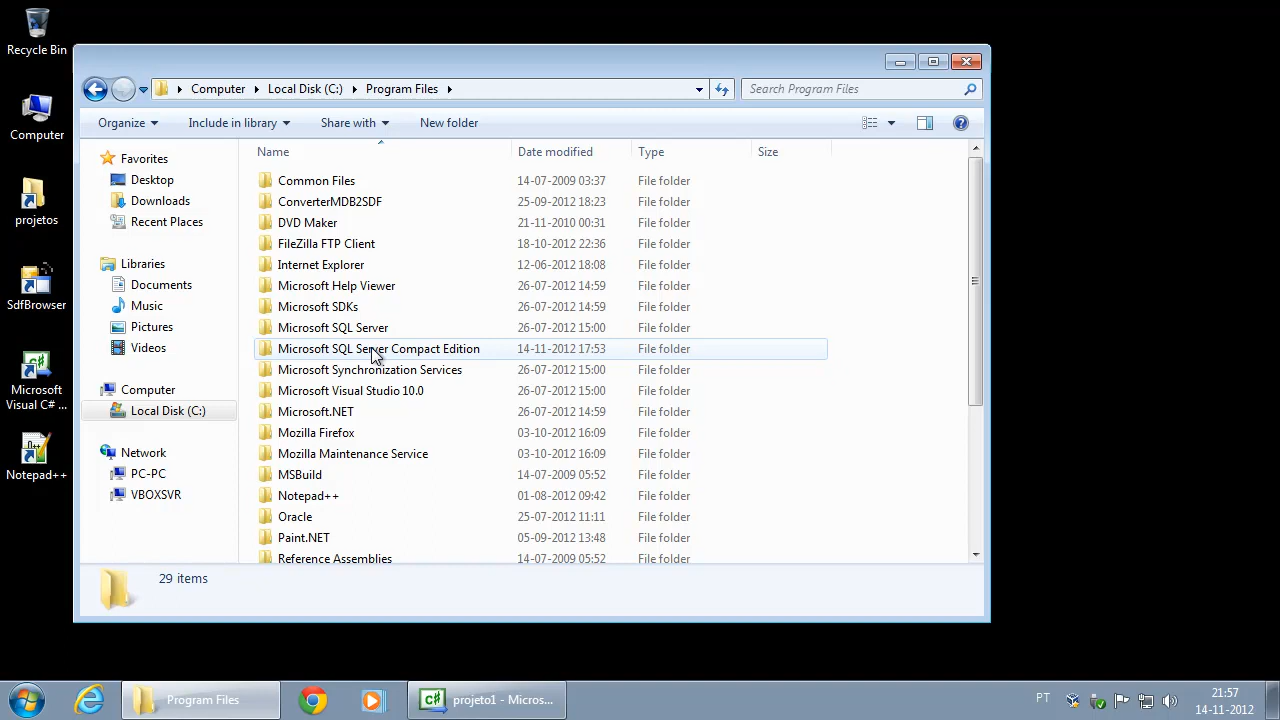 Recycle Bin
Computer
projetos
SdfBrowser
Microsoft
Visual C# ...
Notepad++
Computer Local Disk (C:) Program Files
Search Program Files
Organize Include in library Share with New folder
Favorites
Desktop
Downloads
Recent Places
Libraries
Documents
Music
Pictures
Videos
Computer
Local Disk (C:)
Network
PC-PC
VBOXSVR
Name Date modified Type Size
Common Files 14-07-2009 03:37 File folder
ConverterMDB2SDF 25-09-2012 18:23 File folder
DVD Maker 21-11-2010 00:31 File folder
FileZilla FTP Client 18-10-2012 22:36 File folder
Internet Explorer 12-06-2012 18:08 File folder
Microsoft Help Viewer 26-07-2012 14:59 File folder
Microsoft SDKs 26-07-2012 14:59 File folder
Microsoft SQL Server 26-07-2012 15:00 File folder
Microsoft SQL Server Compact Edition 14-11-2012 17:53 File folder
Microsoft Synchronization Services 26-07-2012 15:00 File folder
Microsoft Visual Studio 10.0 26-07-2012 15:00 File folder
Microsoft.NET 26-07-2012 14:59 File folder
Mozilla Firefox 03-10-2012 16:09 File folder
Mozilla Maintenance Service 03-10-2012 16:09 File folder
MSBuild 14-07-2009 05:52 File folder
Notepad++ 01-08-2012 09:42 File folder
Oracle 25-07-2012 11:11 File folder
Paint.NET 05-09-2012 13:48 File folder
Reference Assemblies 14-07-2009 05:52 File folder
29 items
Program Files
projeto1 - Micros...
PT
21:57
14-11-2012